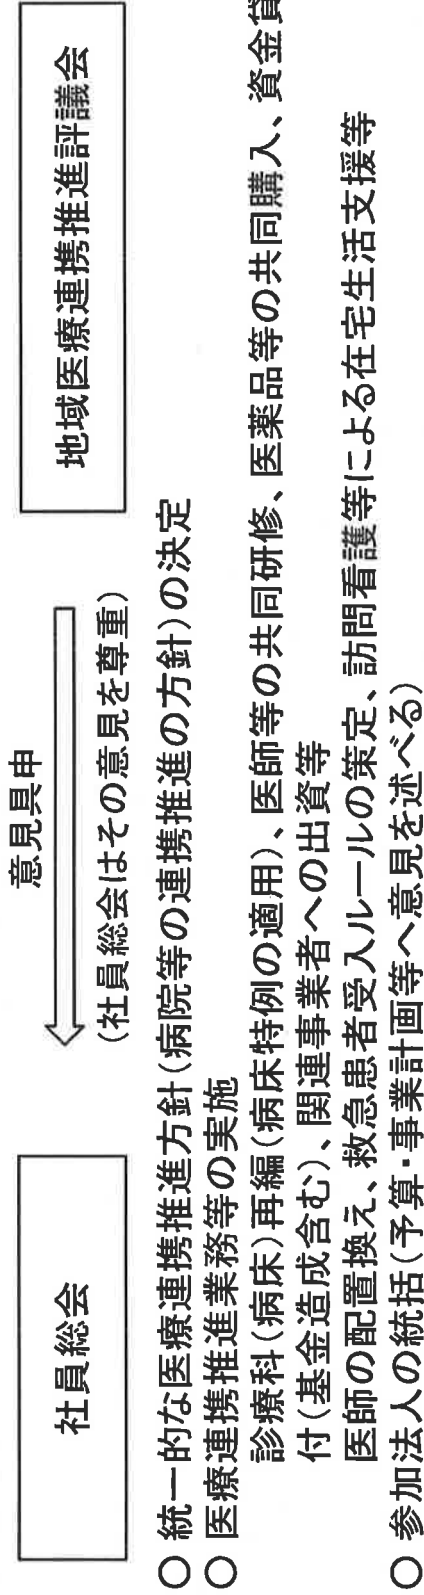 社員総会
意見具申
(社員総会はその意見を尊重)
地域医療連携推進評議会
○ 統一的な医療連携推進方針(病院等の連携推進の方針)の決定
○ 医療連携推進業務等の実施
診療科(病床)再編(病床特例の適用)、医師等の共同研修、医薬品等の共同購入、資金貸
付(基金造成含む)、関連事業者への出資等
医師の配置換え、救急患者受入ルールの策定、訪問看護等による在宅生活支援等
○ 参加法人の統括(予算・事業計画等へ意見を述べる)